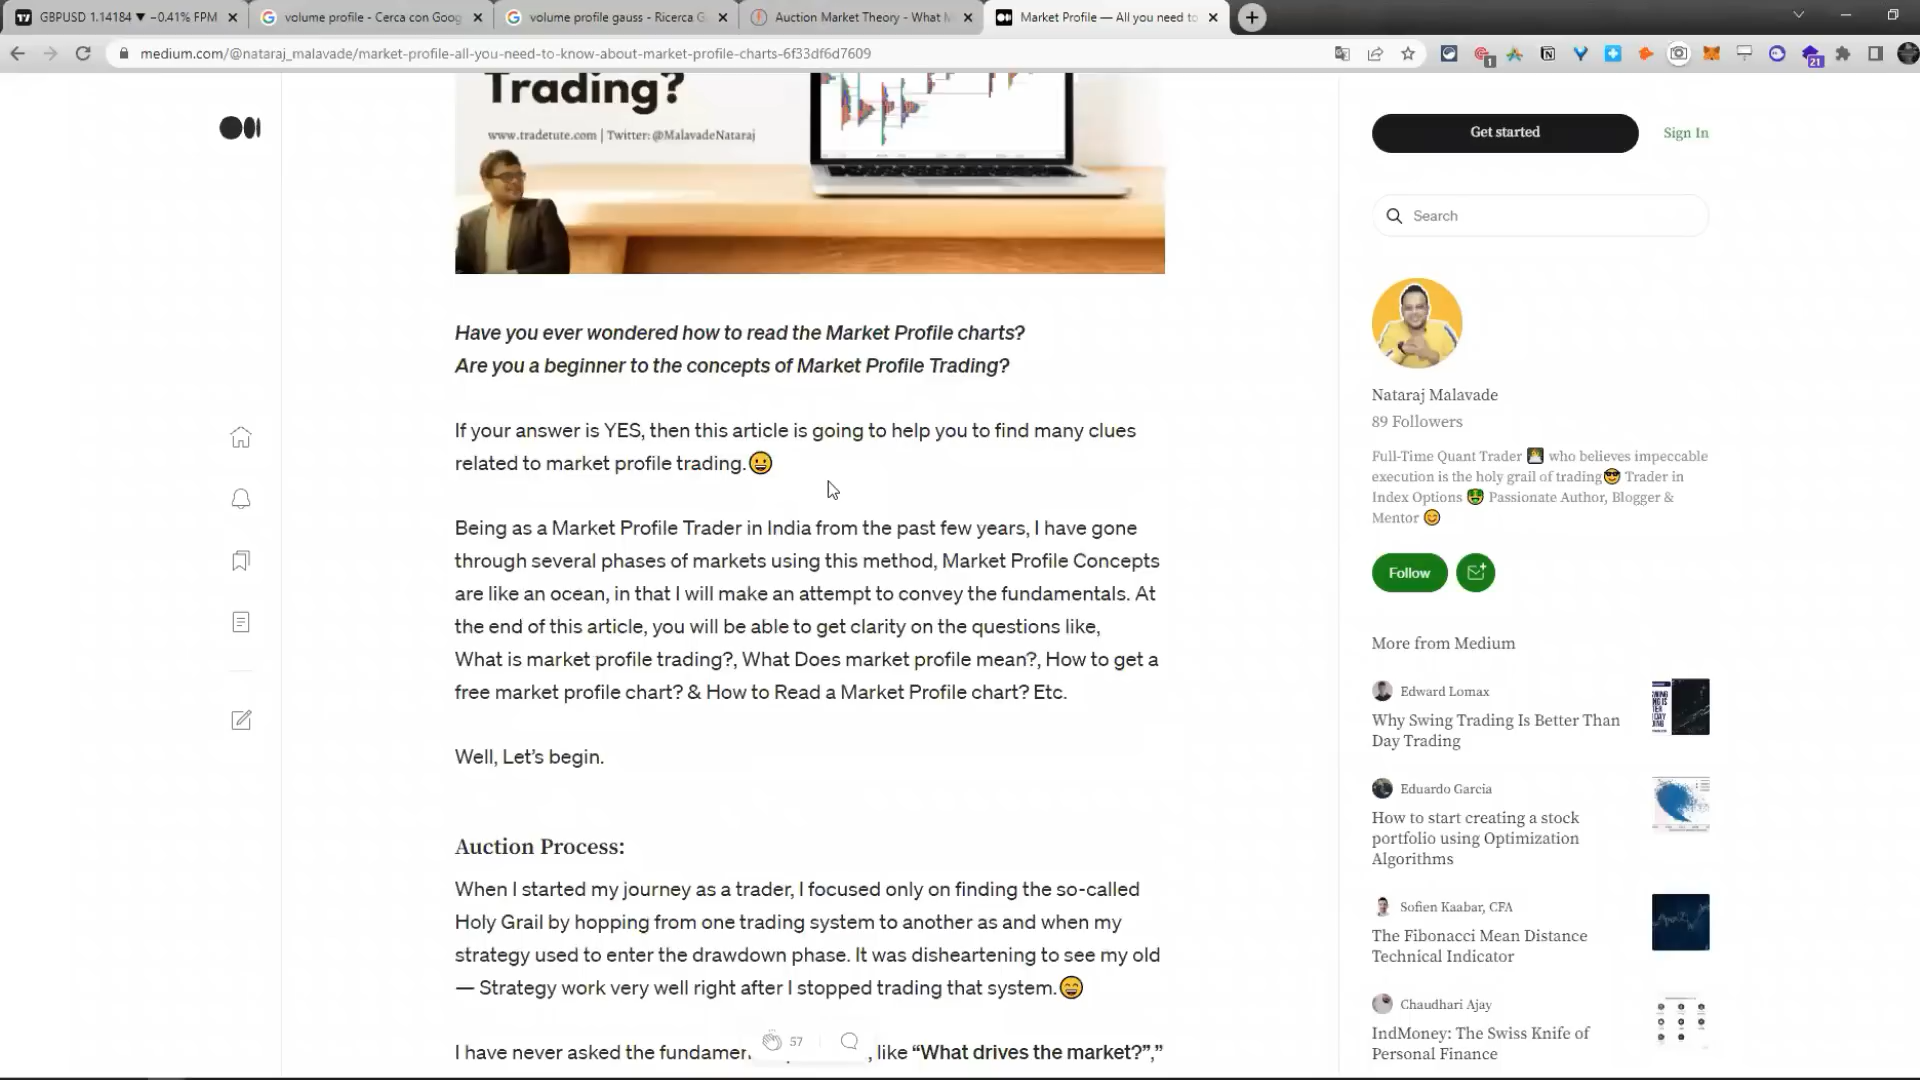 GBPUSD 1.14184 ▼ −0.41% FPM
volume profile - Cerca con Goog
volume profile gauss - Ricerca G
Auction Market Theory - What
Market Profile — All you need to
medium.com/@nataraj_malavade/market-profile-all-you-need-to-know-about-market-profile-charts-6f33df6d7609
1
21
Trading?
www.tradetute.com | Twitter: @MalavadeNataraj
Have you ever wondered how to read the Market Profile charts?
Are you a beginner to the concepts of Market Profile Trading?
If your answer is YES, then this article is going to help you to find many clues
related to market profile trading.😀
Being as a Market Profile Trader in India from the past few years, I have gone
through several phases of markets using this method, Market Profile Concepts
are like an ocean, in that I will make an attempt to convey the fundamentals. At
the end of this article, you will be able to get clarity on the questions like,
What is market profile trading?, What Does market profile mean?, How to get a
free market profile chart? & How to Read a Market Profile chart? Etc.
Well, Let’s begin.
Auction Process:
When I started my journey as a trader, I focused only on finding the so-called
Holy Grail by hopping from one trading system to another as and when my
strategy used to enter the drawdown phase. It was disheartening to see my old
— Strategy work very well right after I stopped trading that system.😄
I have never asked the fundamen , like “What drives the market?”,”
57
Get started
Sign In
Search
Nataraj Malavade
89 Followers
Full-Time Quant Trader 👨‍💻 who believes impeccable
execution is the holy grail of trading😎 Trader in
Index Options 🤑 Passionate Author, Blogger &
Mentor 😊
Follow
More from Medium
Edward Lomax
Why Swing Trading Is Better Than
Day Trading
Eduardo Garcia
How to start creating a stock
portfolio using Optimization
Algorithms
Sofien Kaabar, CFA
The Fibonacci Mean Distance
Technical Indicator
Chaudhari Ajay
IndMoney: The Swiss Knife of
Personal Finance